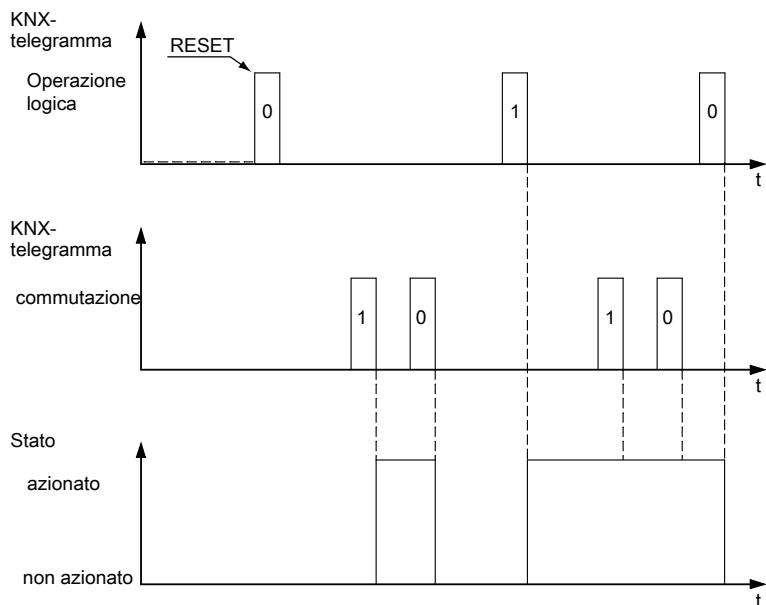 KNX-
telegramma
RESET
Operazione
logica
0
1
0
t
KNX-
telegramma
commutazione
1
0
1
0
t
Stato
azionato
non azionato
t